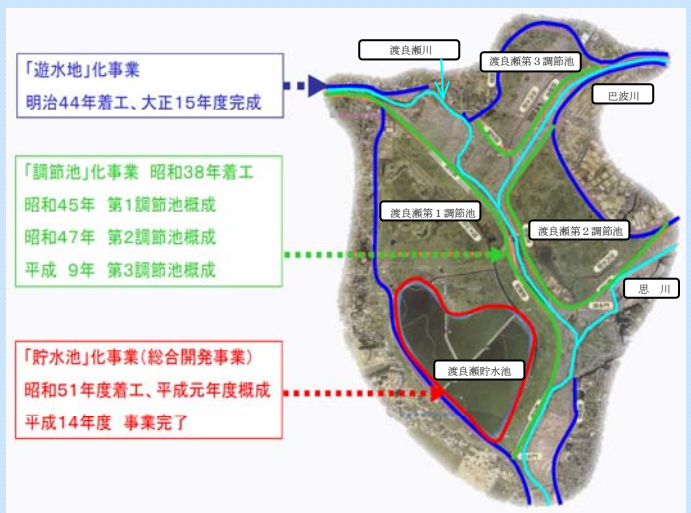 「遊水地」化事業
明治44年着工、大正15年度完成
「調節池」化事業 昭和38年着工
昭和45年 第1調節池概成
昭和47年 第2調節池概成
平成 9年 第3調節池概成
「貯水池」化事業(総合開発事業)
昭和51年度着工、平成元年度概成
平成14年度 事業完了
渡良瀬川
渡良瀬第3調節池
巴波川
渡良瀬第1調節池
渡良瀬第2調節池
思 川
渡良瀬貯水池